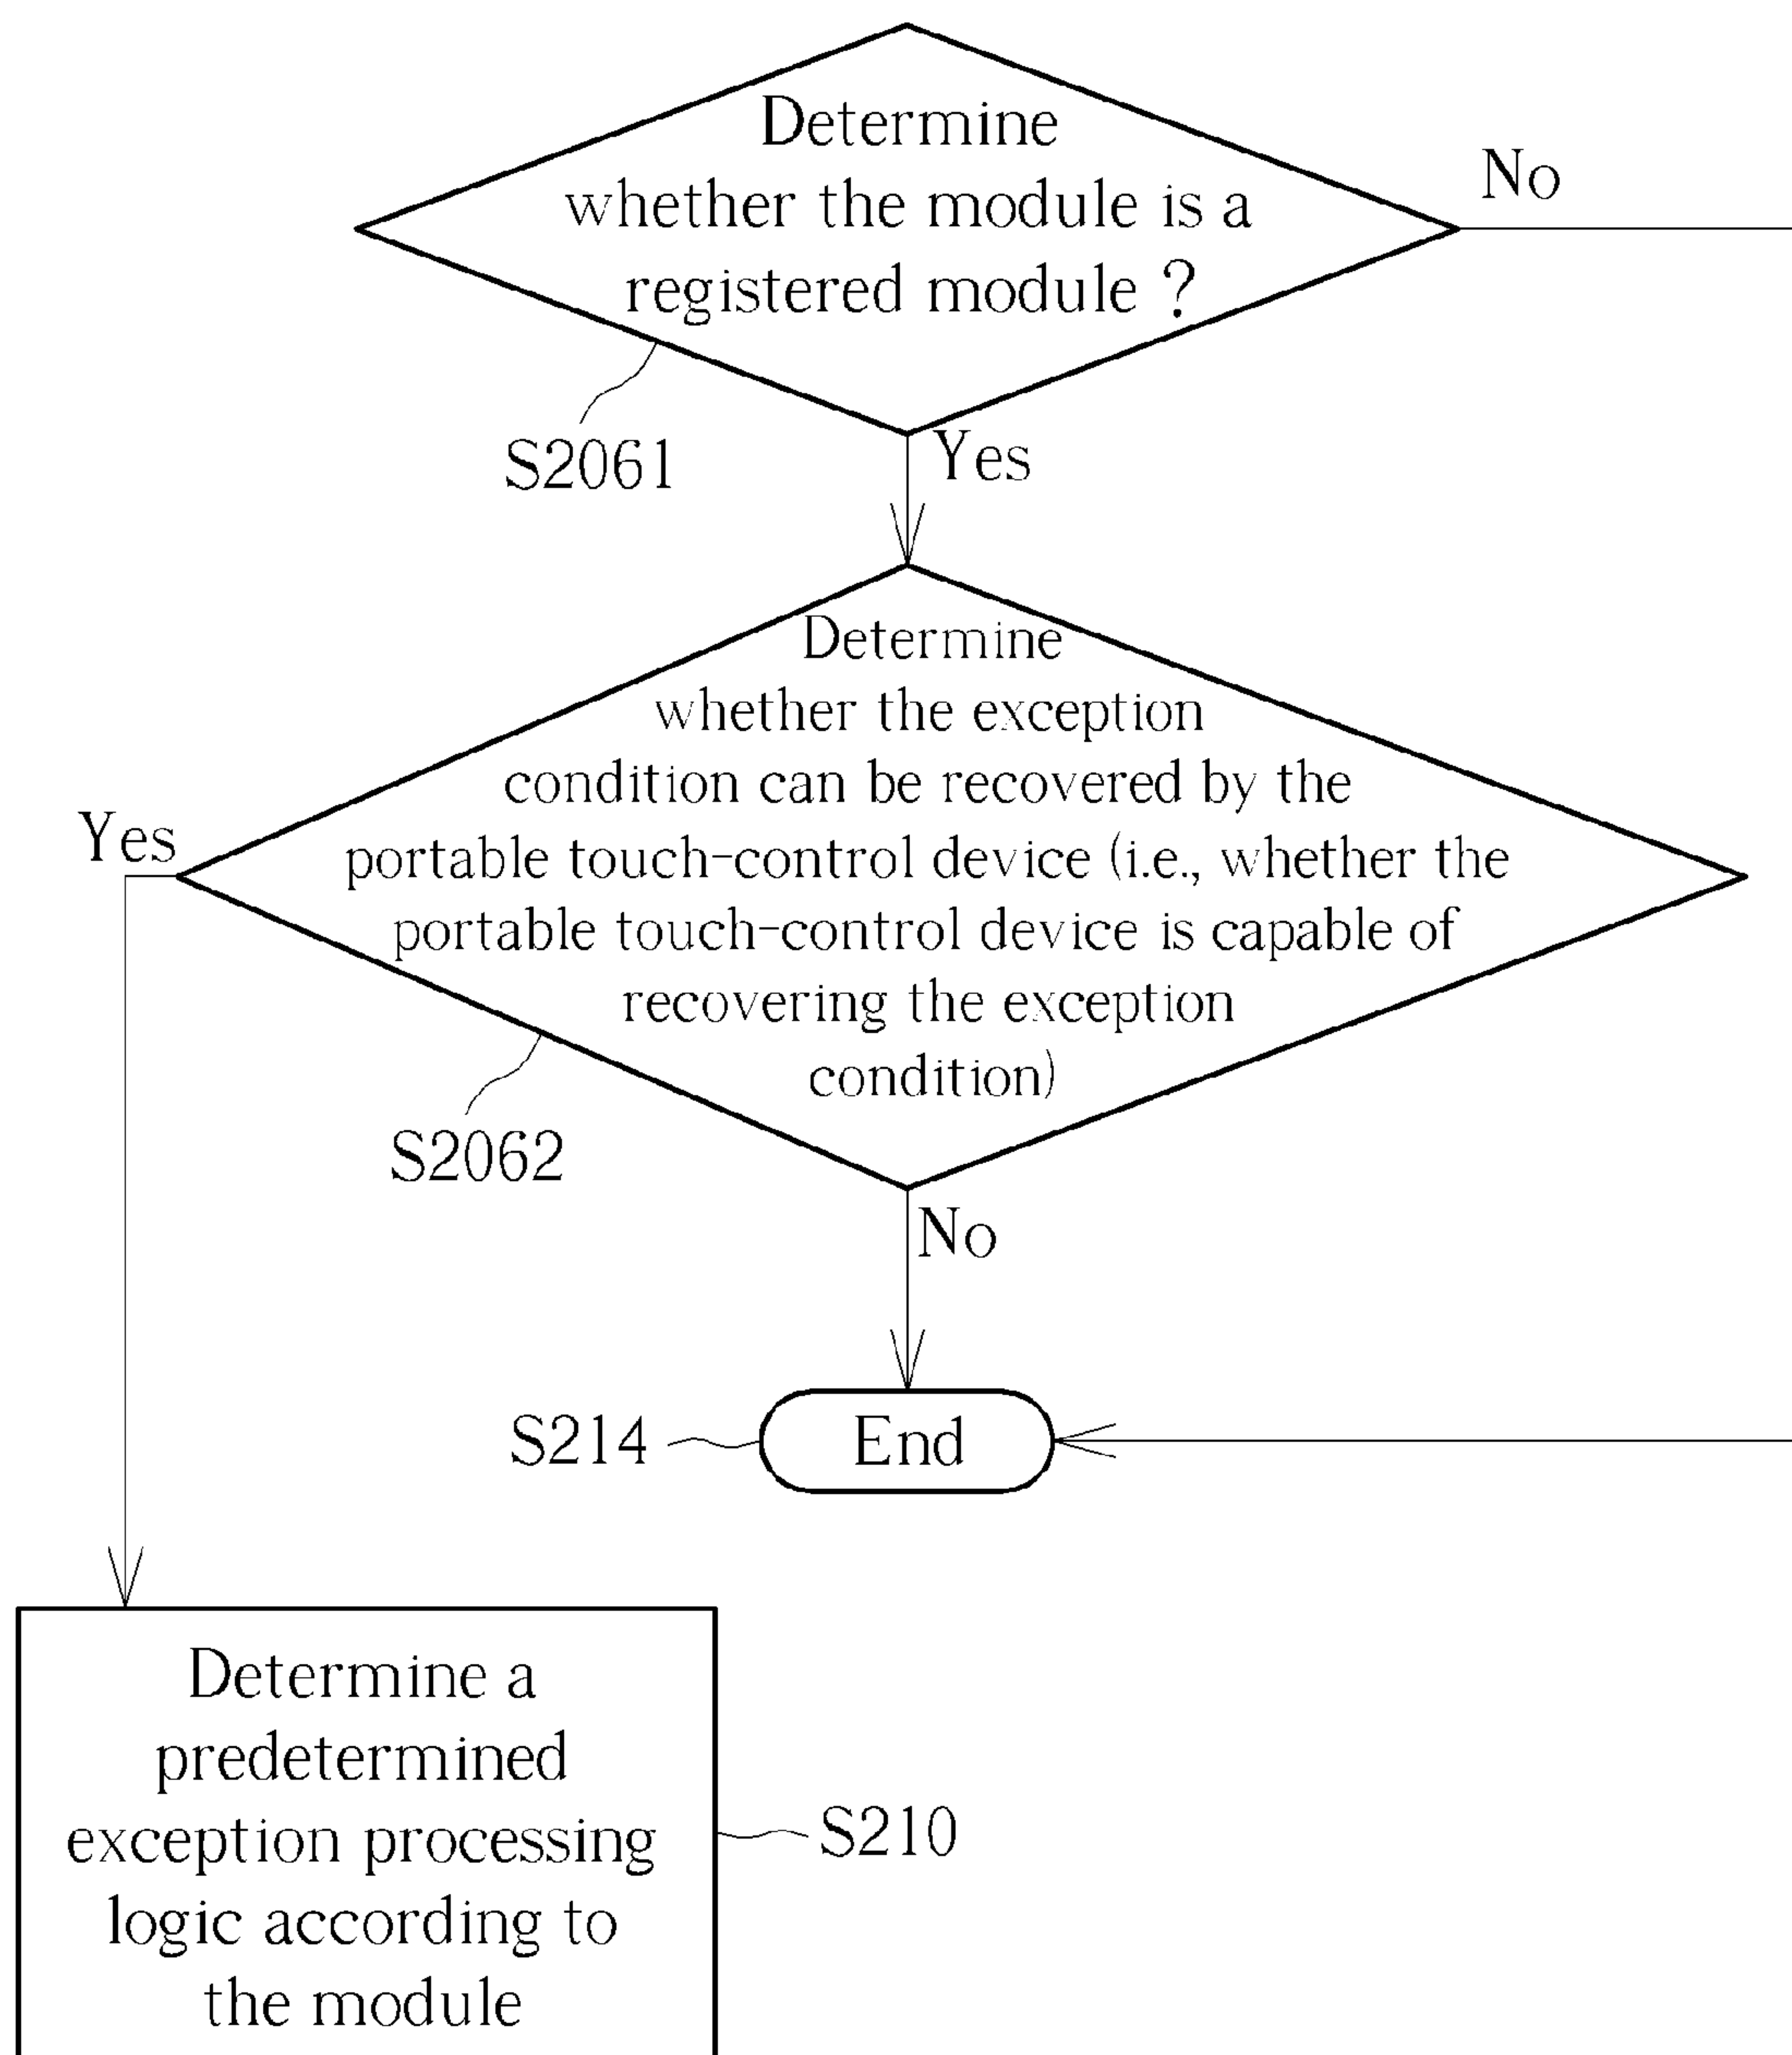 Determine
whether the module is a
registered module ?
No
S2061
Yes
Determine
whether the exception
condition can be recovered by the
portable touch-control device (i.e., whether the
portable touch-control device is capable of
recovering the exception
condition)
Yes
S2062
No
S214
End
Determine a
predetermined
exception processing
logic according to
the module
S210